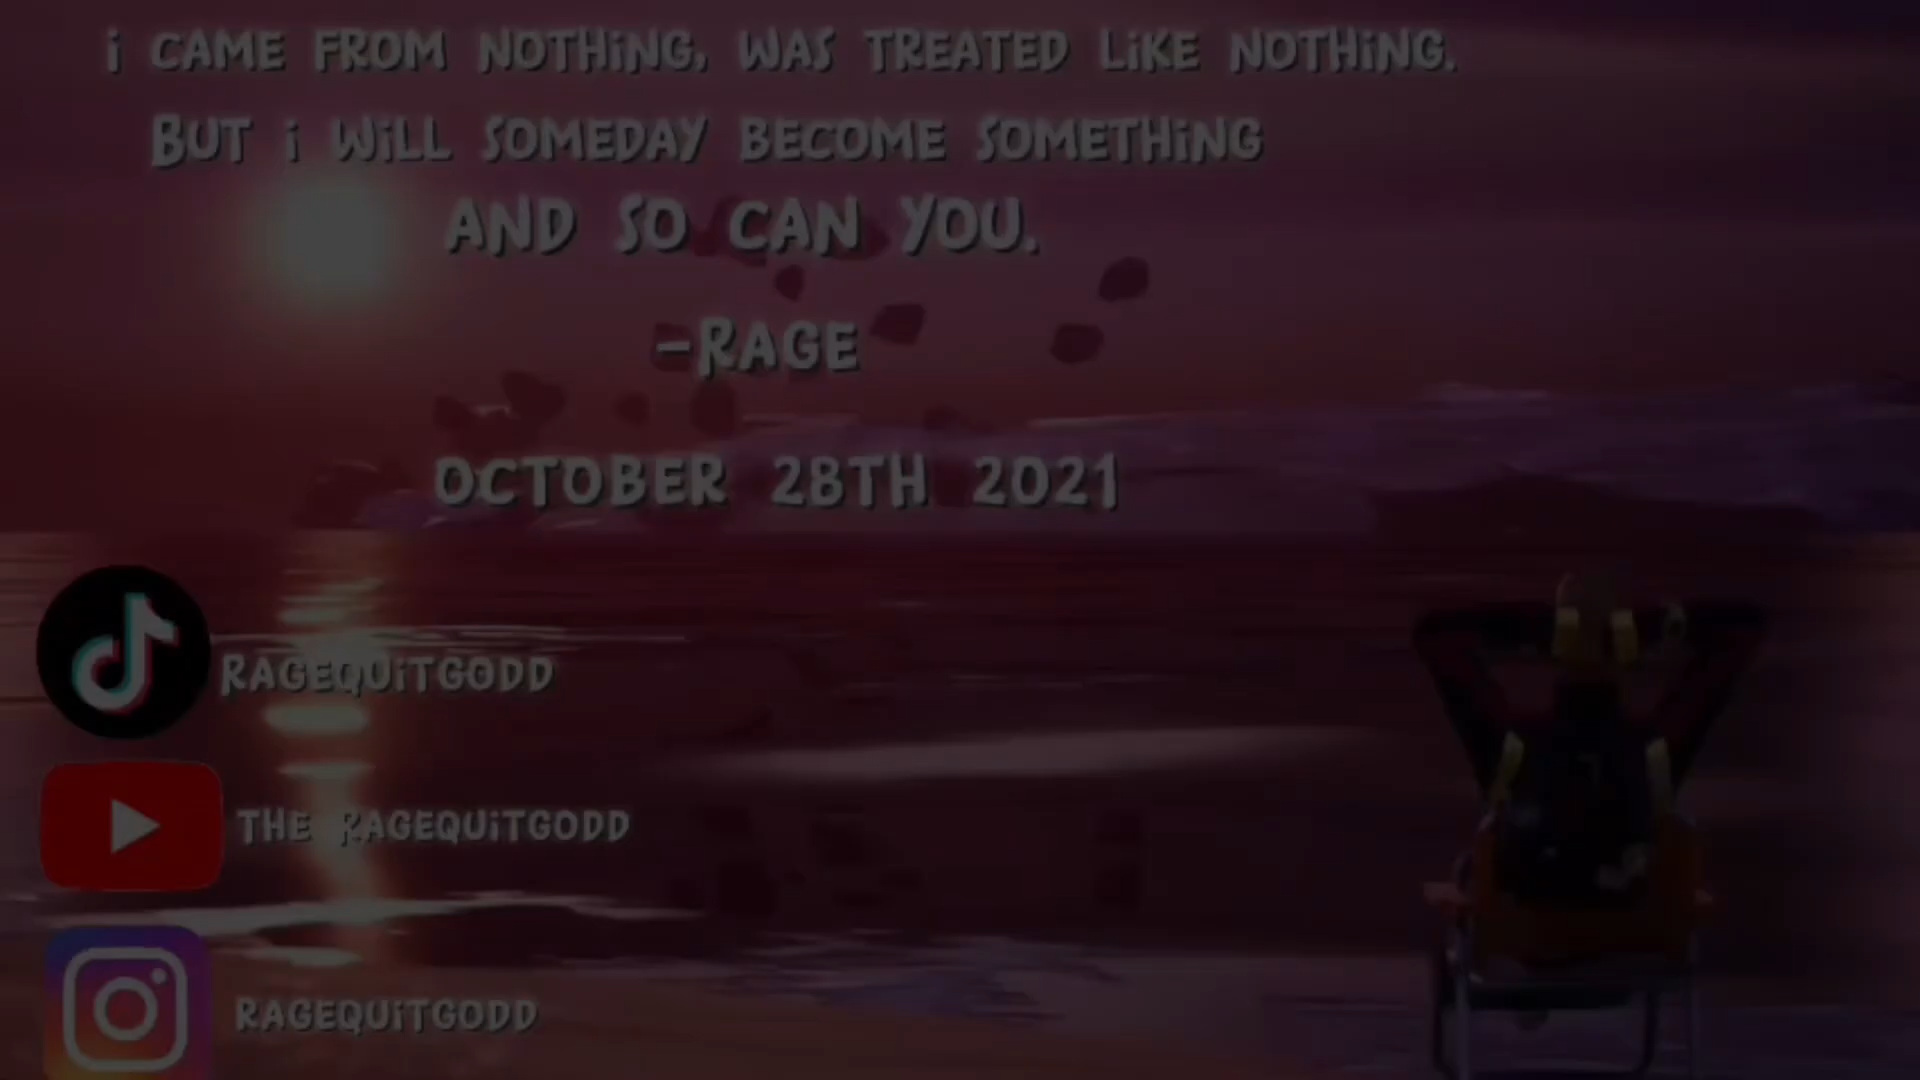 i CAME FROM NOTHiNG, WAS TREATED LiKE NOTHiNG.
BUT i WiLL SOMEDAY BECOME SOMETHiNG
AND SO CAN YOU.
-RAGE
OCTOBER 28TH 2021
RAGEQUiTGODD
THE RAGEQUiTGODD
RAGEQUiTGODD